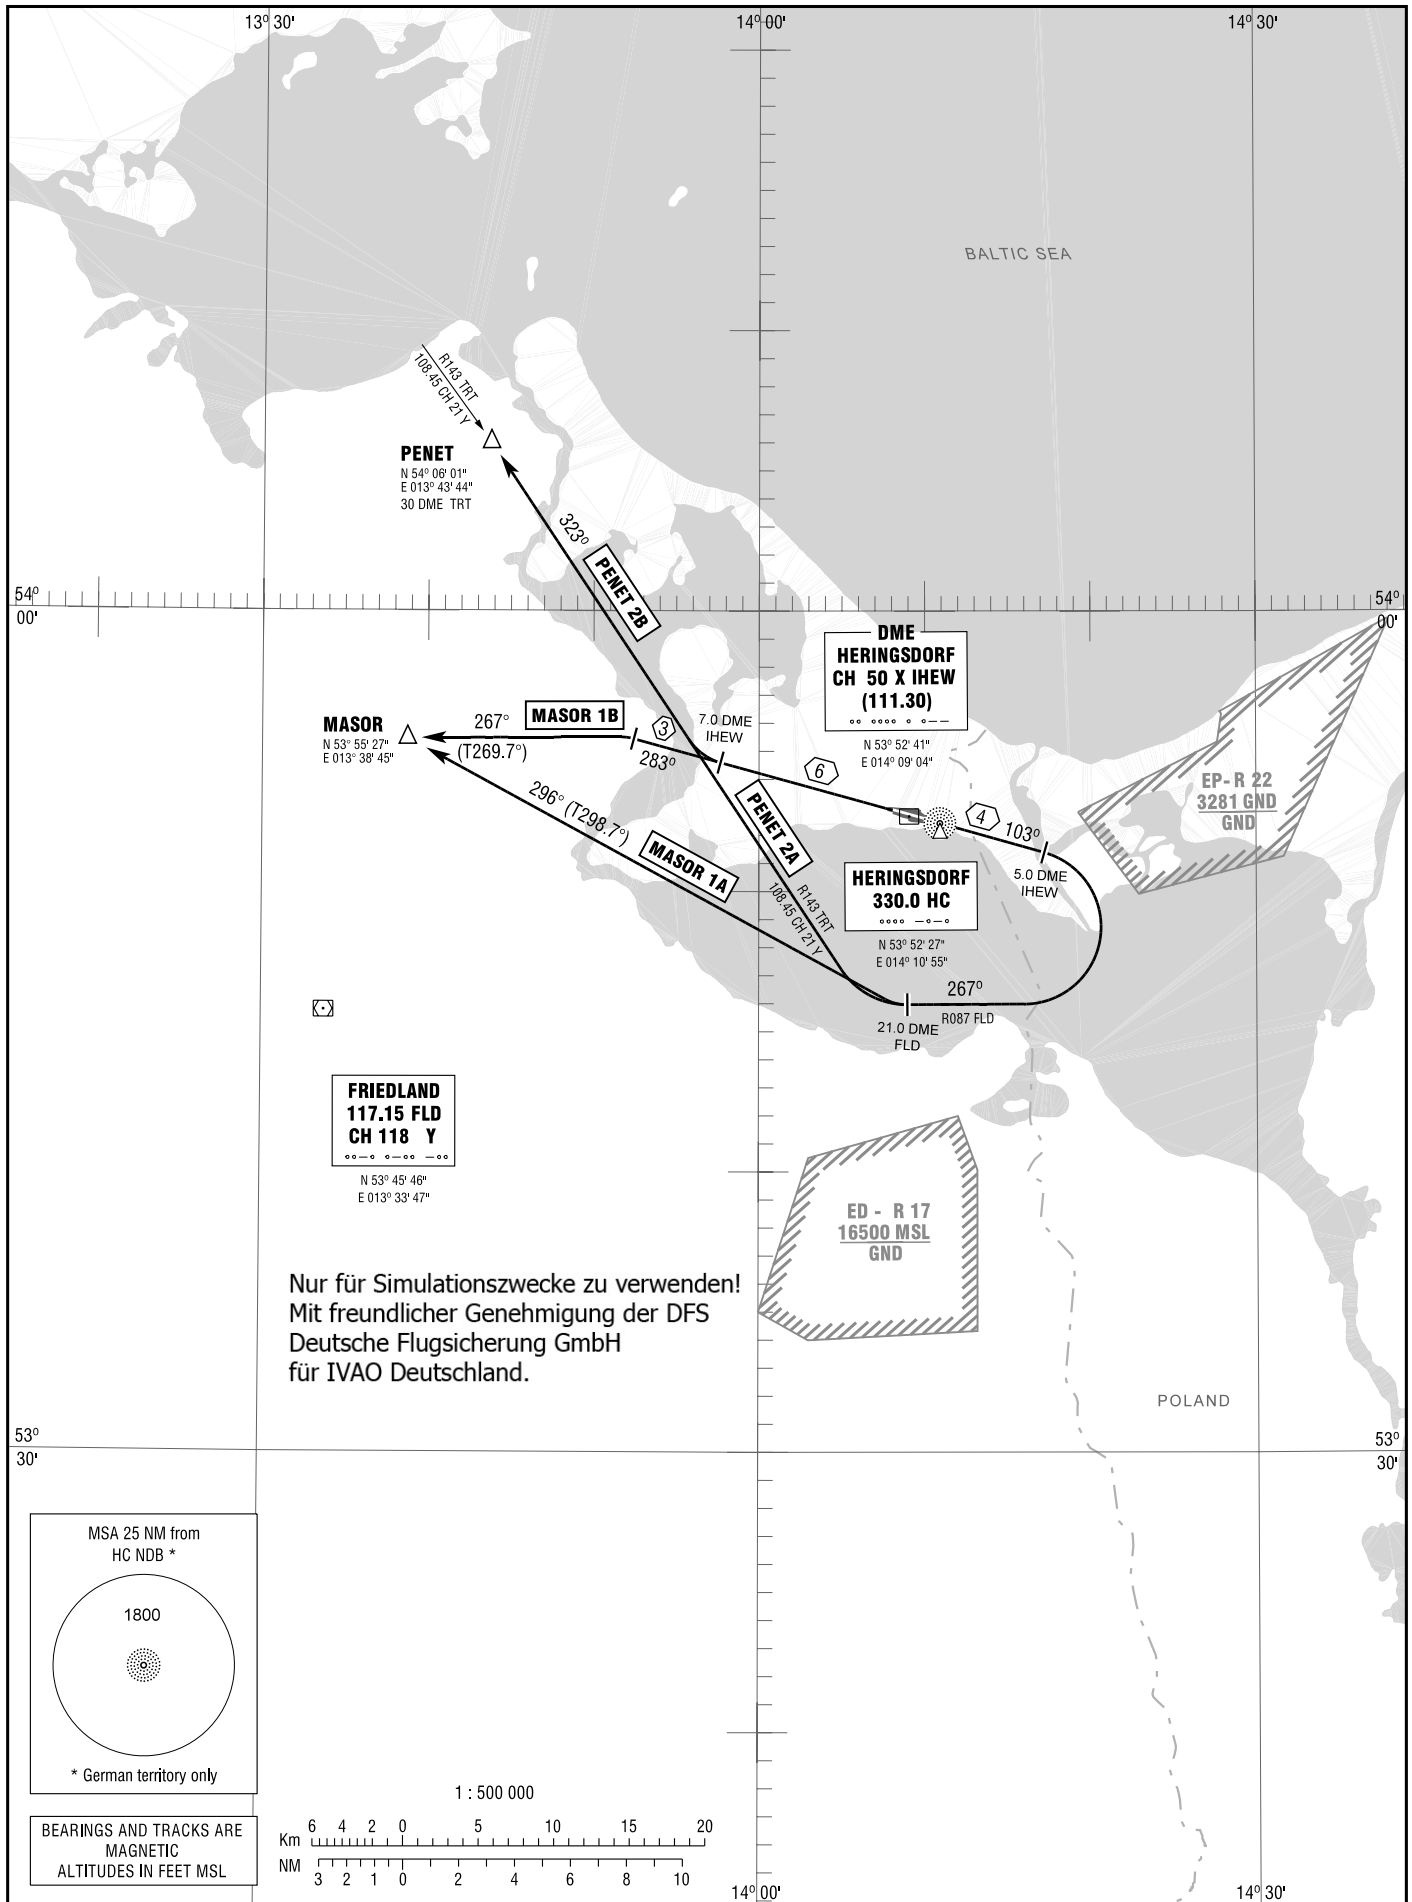 13° 30'
14° 00'
14° 30'
BALTIC SEA
R143 TRT
108.45 CH 21 Y
PENET
N 54° 06' 01"
E 013° 43' 44"
30 DME TRT
323°
PENET 2B
54°
00'
54°
00'
DME
HERINGSDORF
CH 50 X IHEW
(111.30)
N 53° 52' 41"
E 014° 09' 04"
MASOR
N 53° 55' 27"
E 013° 38' 45"
267°
(T269.7°)
MASOR 1B
3
283°
7.0 DME
IHEW
6
EP- R 22
3281 GND
GND
296° (T298.7°)
MASOR 1A
PENET 2A
4
103°
5.0 DME
IHEW
HERINGSDORF
330.0 HC
N 53° 52' 27"
E 014° 10' 55"
R143 TRT
108.45 CH 21 Y
267°
R087 FLD
21.0 DME
FLD
FRIEDLAND
117.15 FLD
CH 118 Y
N 53° 45' 46"
E 013° 33' 47"
ED - R 17
16500 MSL
GND
Nur für Simulationszwecke zu verwenden!
Mit freundlicher Genehmigung der DFS
Deutsche Flugsicherung GmbH
für IVAO Deutschland.
POLAND
53°
30'
53°
30'
MSA 25 NM from
HC NDB *
1800
* German territory only
BEARINGS AND TRACKS ARE
MAGNETIC
ALTITUDES IN FEET MSL
1 : 500 000
Km 6 4 2 0 5 10 15 20
NM 3 2 1 0 2 4 6 8 10
14° 00'
14° 30'